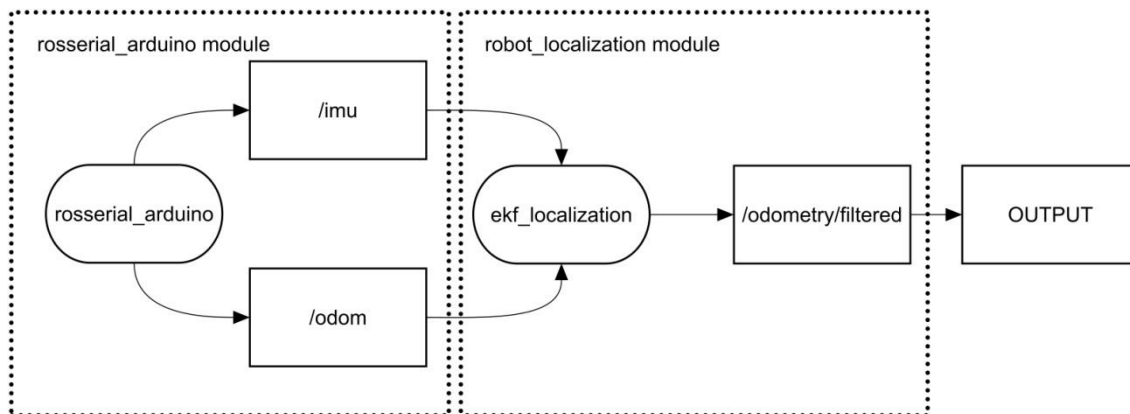 rosserial_arduino module
robot_localization module
/imu
rosserial_arduino
ekf_localization
/odometry/filtered
OUTPUT
/odom